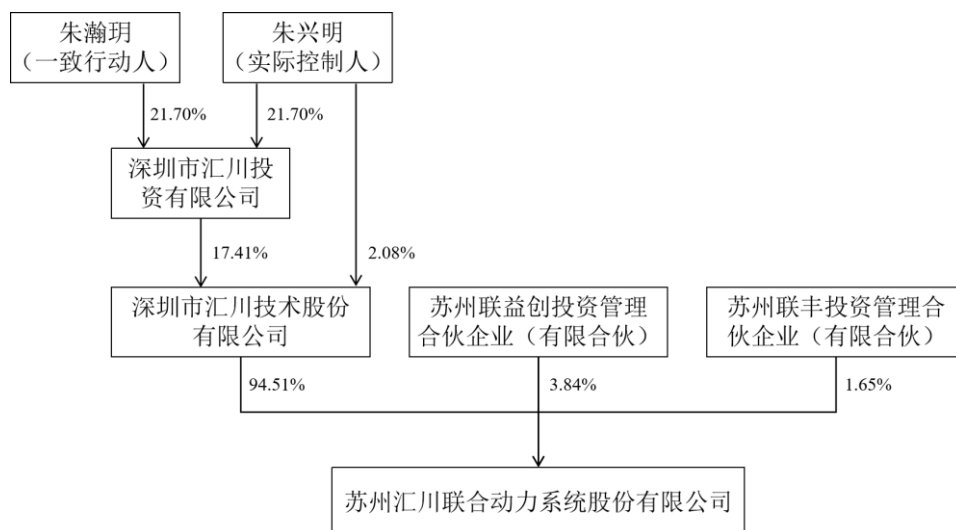 朱瀚玥
（一致行动人）
朱兴明
（实际控制人）
21.70%
21.70%
深圳市汇川投
资有限公司
17.41%
2.08%
深圳市汇川技术股份
有限公司
苏州联益创投资管理
合伙企业（有限合伙）
苏州联丰投资管理合
伙企业（有限合伙）
94.51%
3.84%
1.65%
苏州汇川联合动力系统股份有限公司